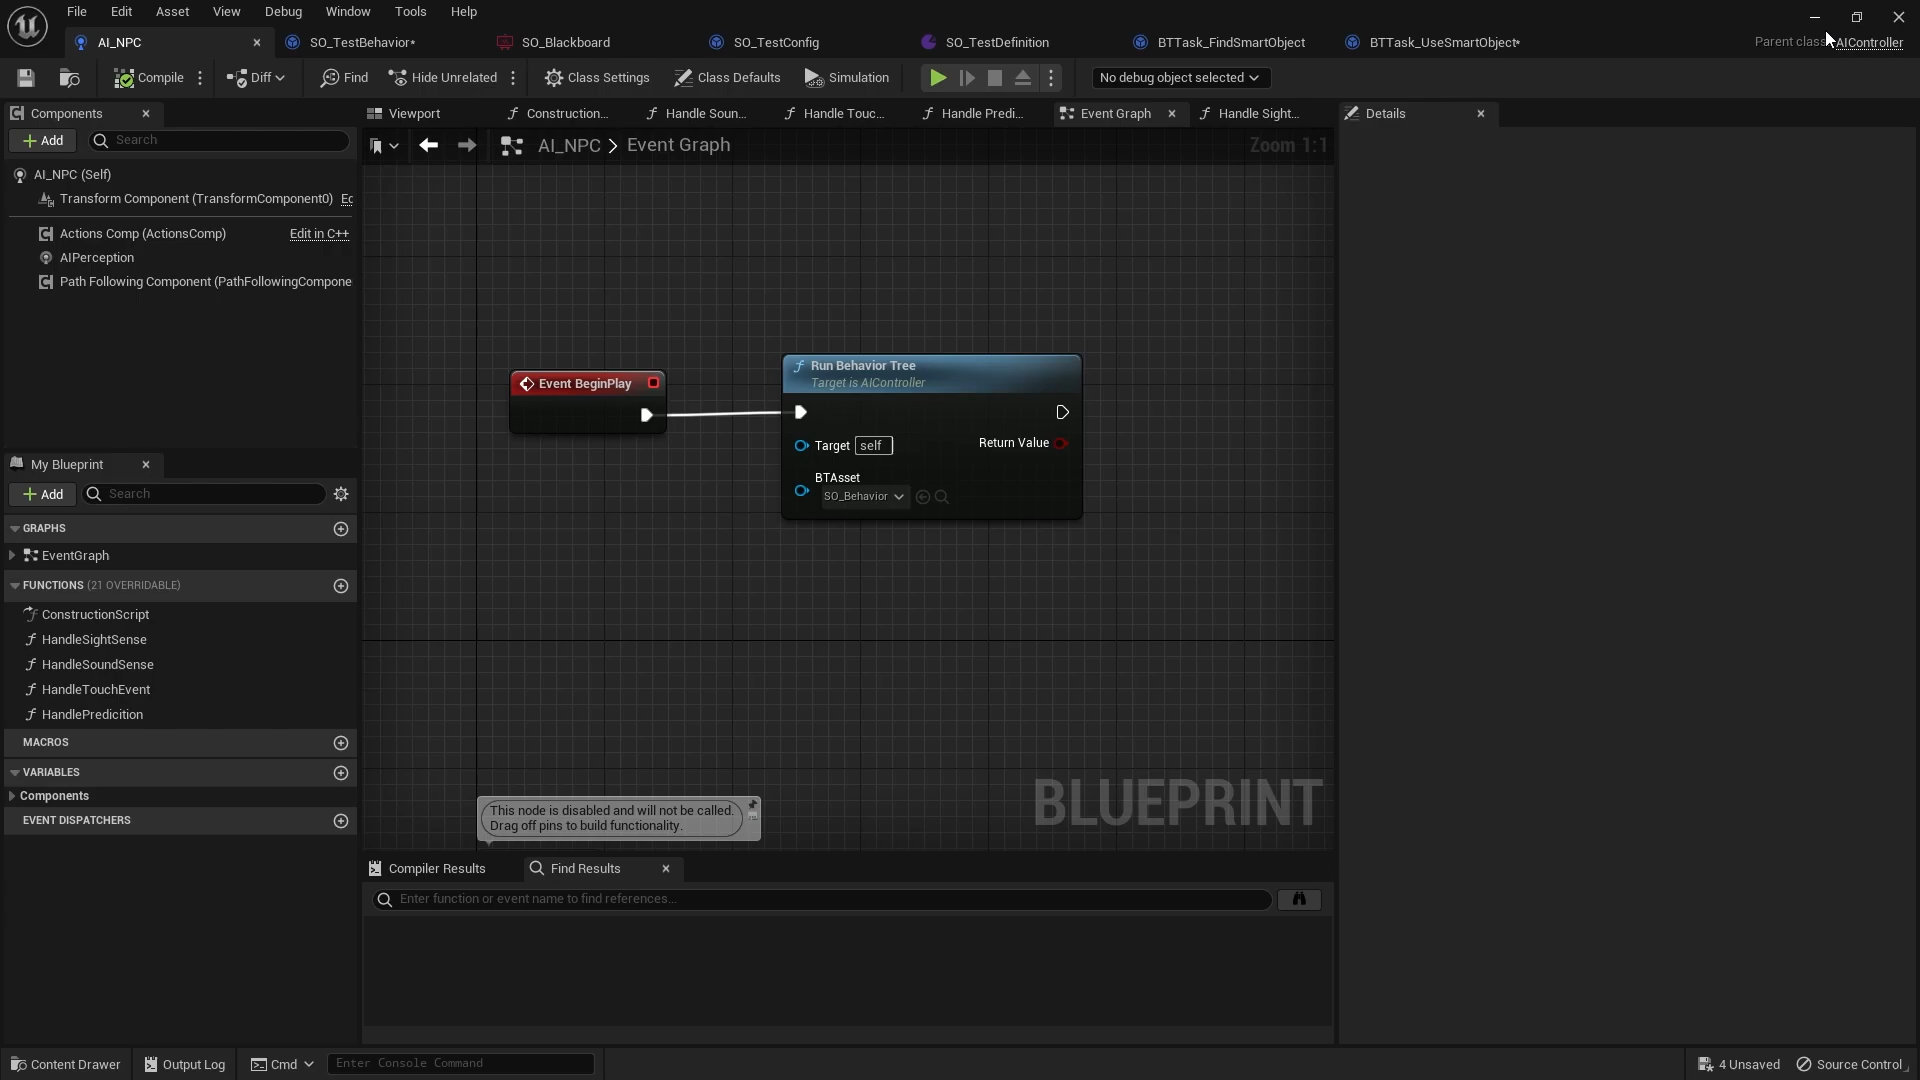 File Edit Asset View Debug Window Tools Help
AI_NPC SO_TestBehavior* SO_Blackboard SO_TestConfig SO_TestDefinition BTTask_FindSmartObject BTTask_UseSmartObject* Parent class AIController
Compile Diff Find Hide Unrelated Class Settings Class Defaults Simulation No debug object selected
Components
Viewport Construction... Handle Soun... Handle Touc... Handle Predi... Event Graph Handle Sight... Details
Add Search
AI_NPC > Event Graph Zoom 1:1
AI_NPC (Self)
Transform Component (TransformComponent0) Ec
Actions Comp (ActionsComp) Edit in C++
AIPerception
Path Following Component (PathFollowingCompone
Event BeginPlay
Run Behavior Tree
Target is AIController
Target self Return Value
BTAsset
SO_Behavior
My Blueprint
Add Search
GRAPHS
EventGraph
FUNCTIONS (21 OVERRIDABLE)
ConstructionScript
HandleSightSense
HandleSoundSense
HandleTouchEvent
HandlePredicition
MACROS
VARIABLES
Components
EVENT DISPATCHERS
This node is disabled and will not be called.
Drag off pins to build functionality.
BLUEPRINT
Compiler Results Find Results
Enter function or event name to find references...
Content Drawer Output Log Cmd Enter Console Command 4 Unsaved Source Control